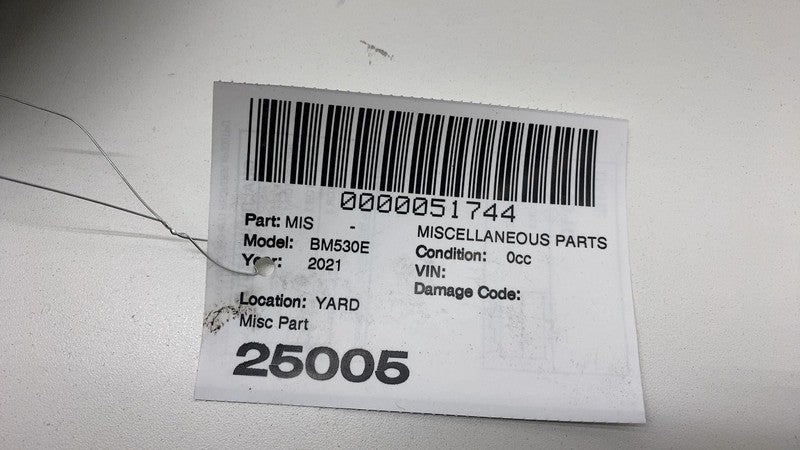 0000051744
Part: MIS - MISCELLANEOUS PARTS
Model: BM530E Condition: 0cc
Year: 2021 VIN:
Damage Code:
Location: YARD
Misc Part
25005